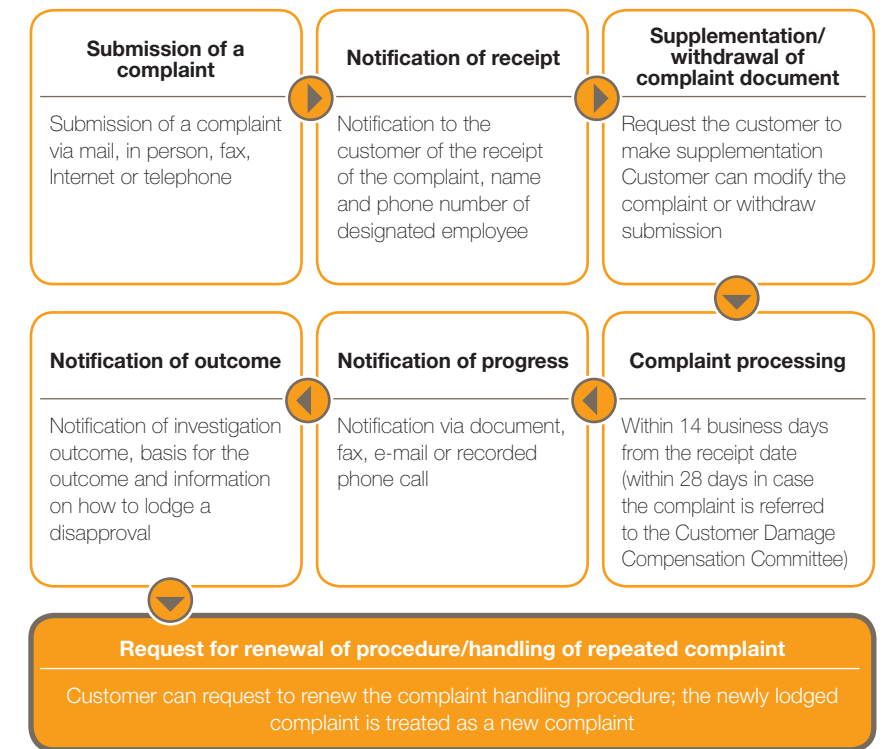 Submission of a
complaint
Submission of a complaint
via mail, in person, fax,
Internet or telephone
Notification of receipt
Notification to the
customer of the receipt
of the complaint, name
and phone number of
designated employee
Supplementation/
withdrawal of
complaint document
Request the customer to
make supplementation
Customer can modify the
complaint or withdraw
submission
Complaint processing
Within 14 business days
from the receipt date
(within 28 days in case
the complaint is referred
to the Customer Damage
Compensation Committee)
Notification of progress
Notification via document,
fax, e-mail or recorded
phone call
Notification of outcome
Notification of investigation
outcome, basis for the
outcome and information
on how to lodge a
disapproval
Request for renewal of procedure/handling of repeated complaint
Customer can request to renew the complaint handling procedure; the newly lodged
complaint is treated as a new complaint